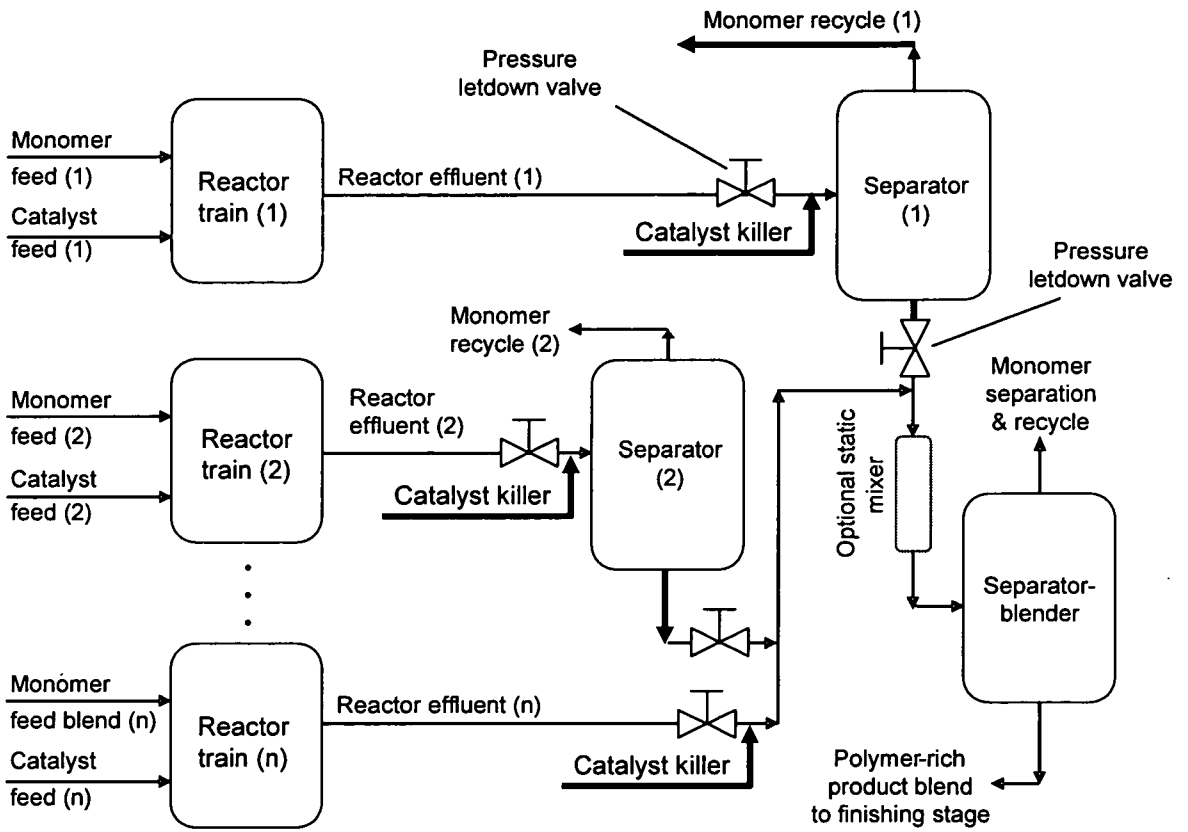 Monomer recycle (1)
Pressure
letdown valve
Monomer
feed (1)
Catalyst
feed (1)
Reactor
train (1)
Reactor effluent (1)
Catalyst killer
Separator
(1)
Pressure
letdown valve
Monomer
recycle (2)
Monomer
feed (2)
Catalyst
feed (2)
Reactor
train (2)
Reactor
effluent (2)
Catalyst killer
Separator
(2)
Optional static
mixer
Monomer
separation
& recycle
Separator-
blender
Monomer
feed blend (n)
Catalyst
feed (n)
Reactor
train (n)
Reactor effluent (n)
Catalyst killer
Polymer-rich
product blend
to finishing stage